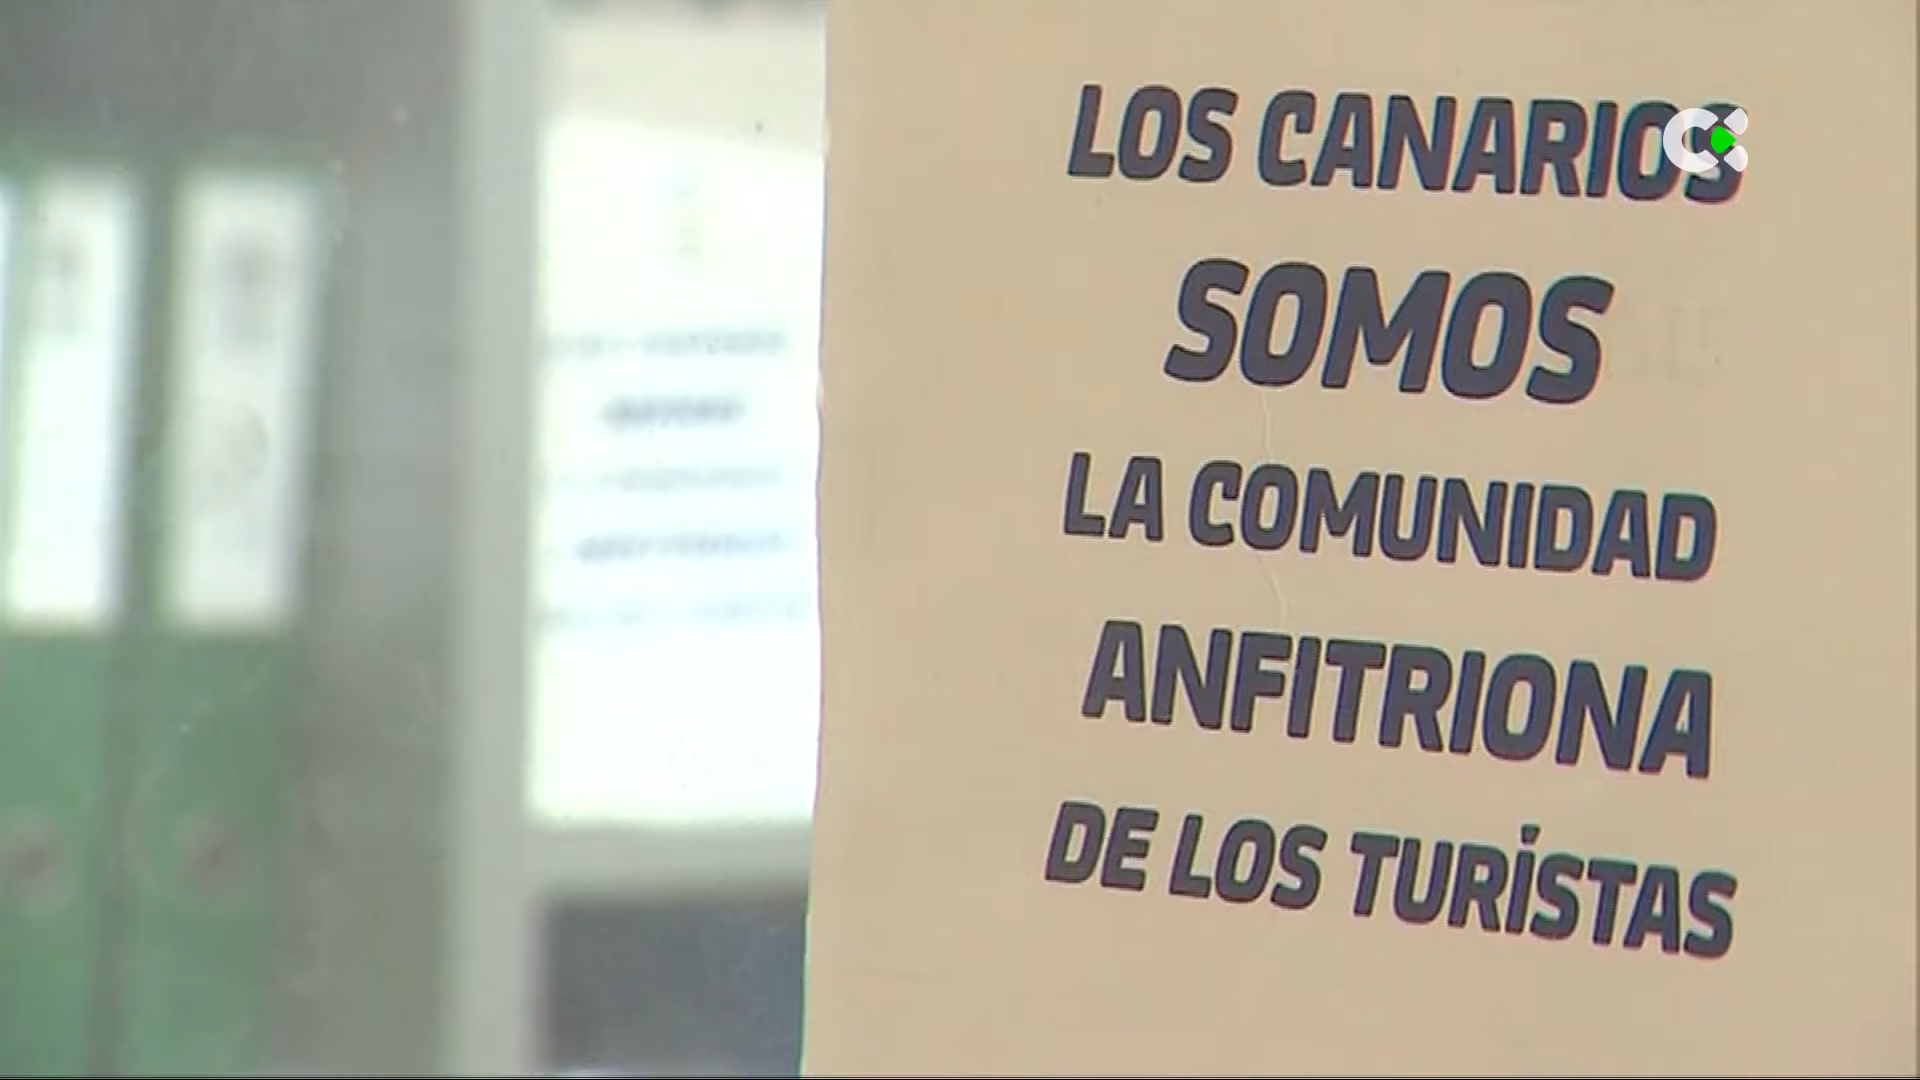 LOS CANARIOS
SOMOS
LA COMUNIDAD
ANFITRIONA
DE LOS TURÍSTAS